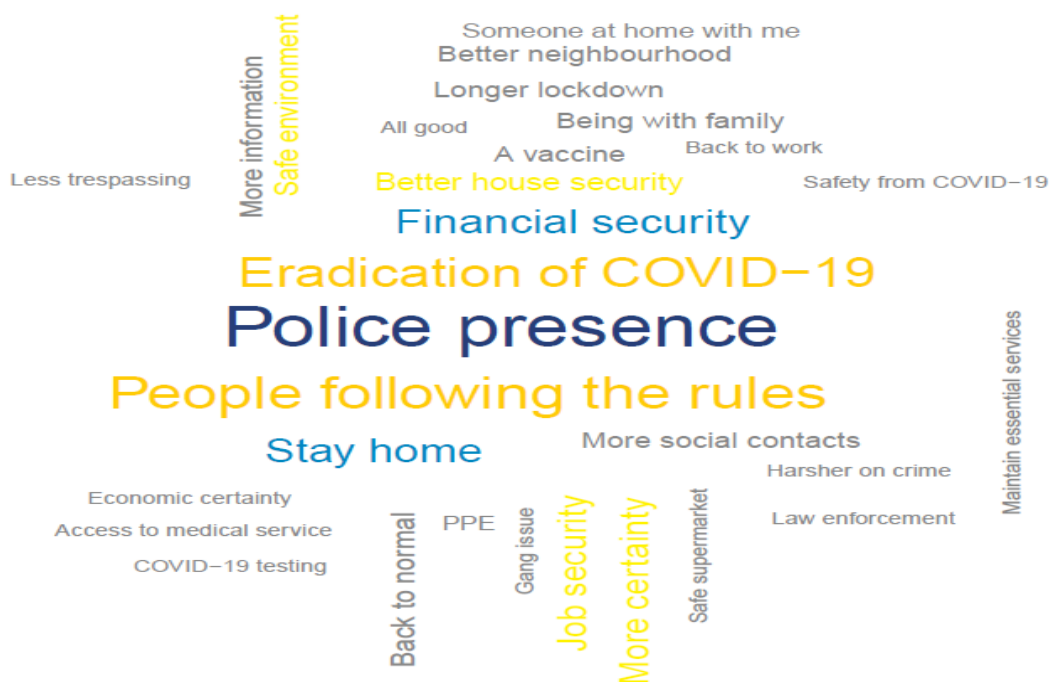 Someone at home with me
Better neighbourhood
More information
Safe environment
Longer lockdown
All good
Being with family
A vaccine
Back to work
Less trespassing
Better house security
Safety from COVID−19
Financial security
Eradication of COVID−19
Police presence
People following the rules
Maintain essential services
Stay home
More social contacts
Harsher on crime
Economic certainty
Access to medical service
COVID−19 testing
Back to normal
PPE
Gang issue
Job security
More certainty
Safe supermarket
Law enforcement